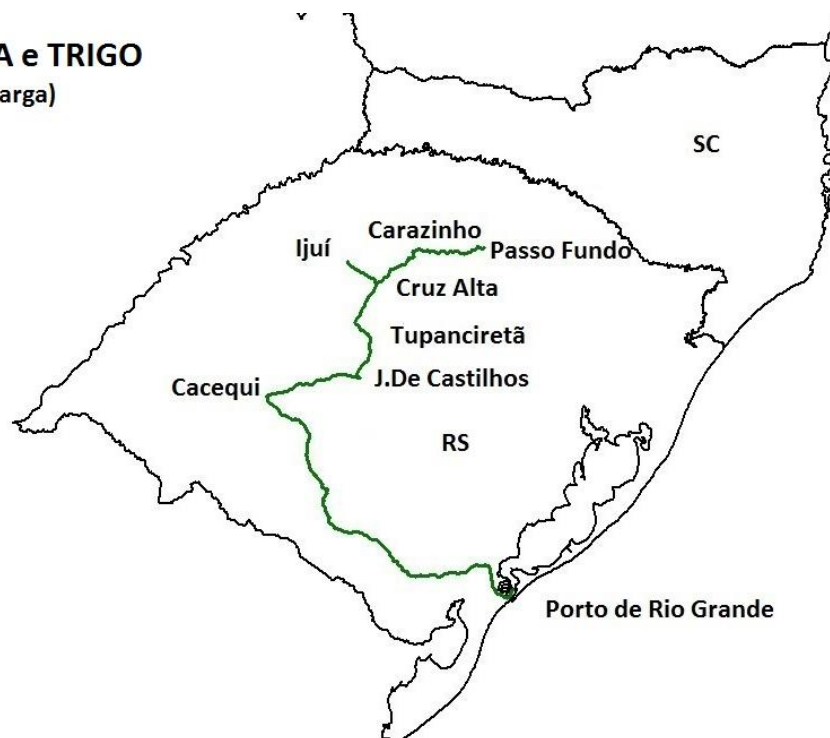 A e TRIGO
arga)
SC
Carazinho
Ijuí
Passo Fundo
Cruz Alta
Tupanciretã
J.De Castilhos
Cacequi
RS
Porto de Rio Grande